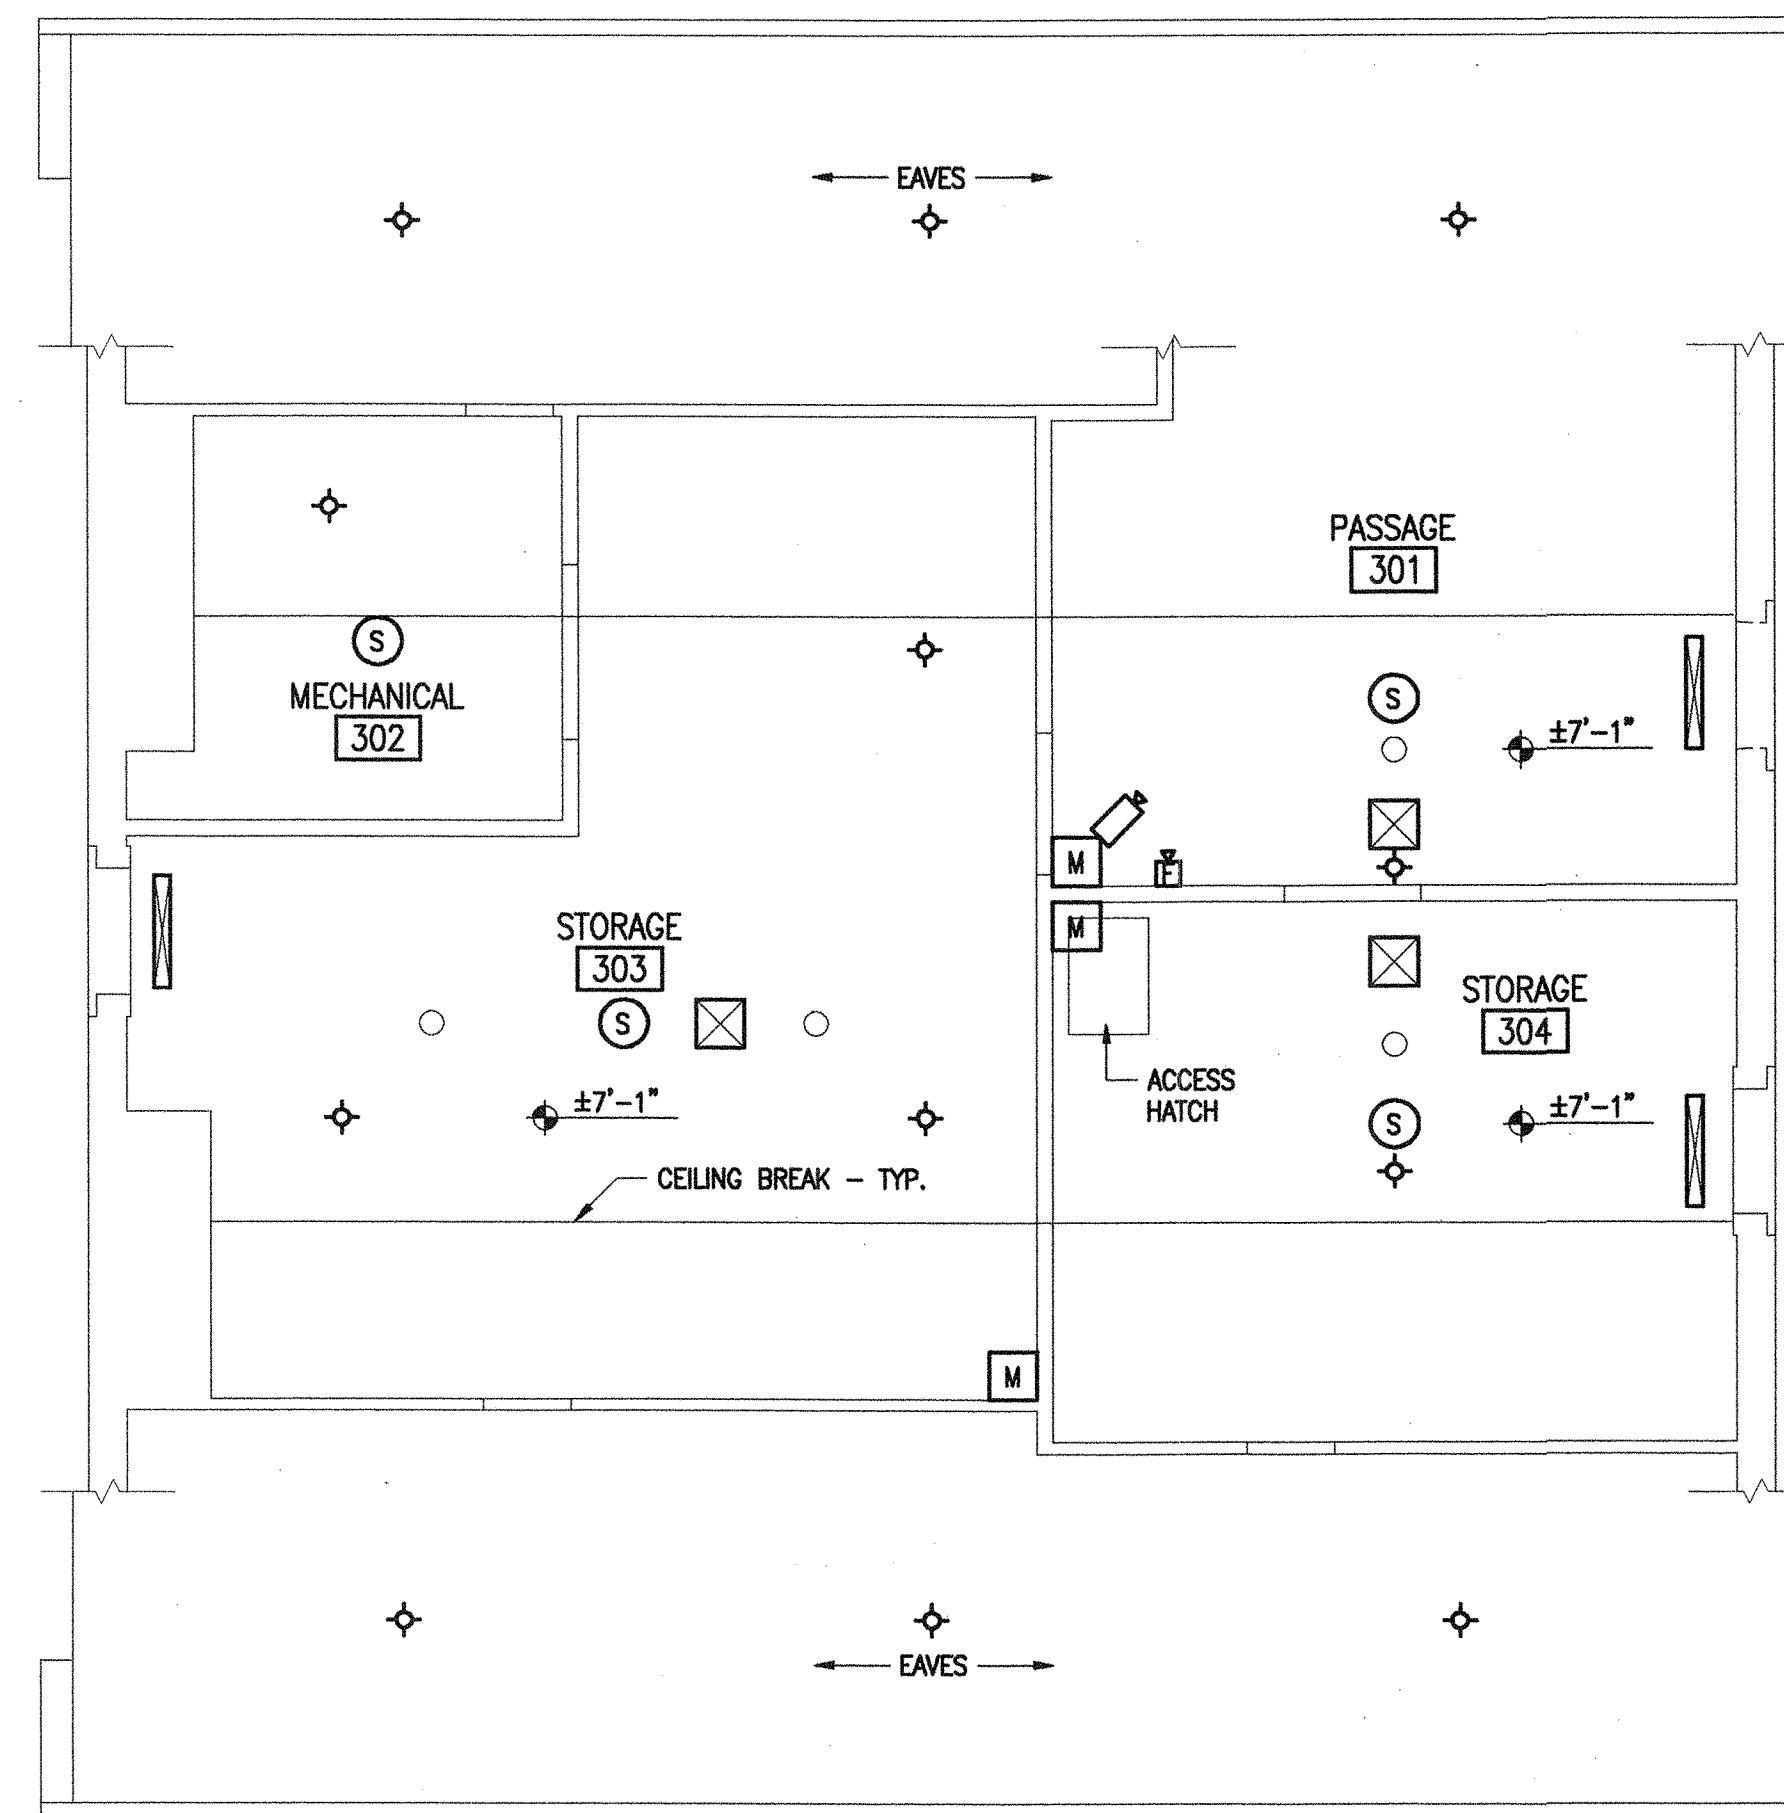 EAVES
PASSAGE
301
S
MECHANICAL
302
S
±7'-1"
M
F
M
STORAGE
303
S
STORAGE
304
ACCESS
HATCH
±7'-1"
S
±7'-1"
CEILING BREAK - TYP.
M
EAVES